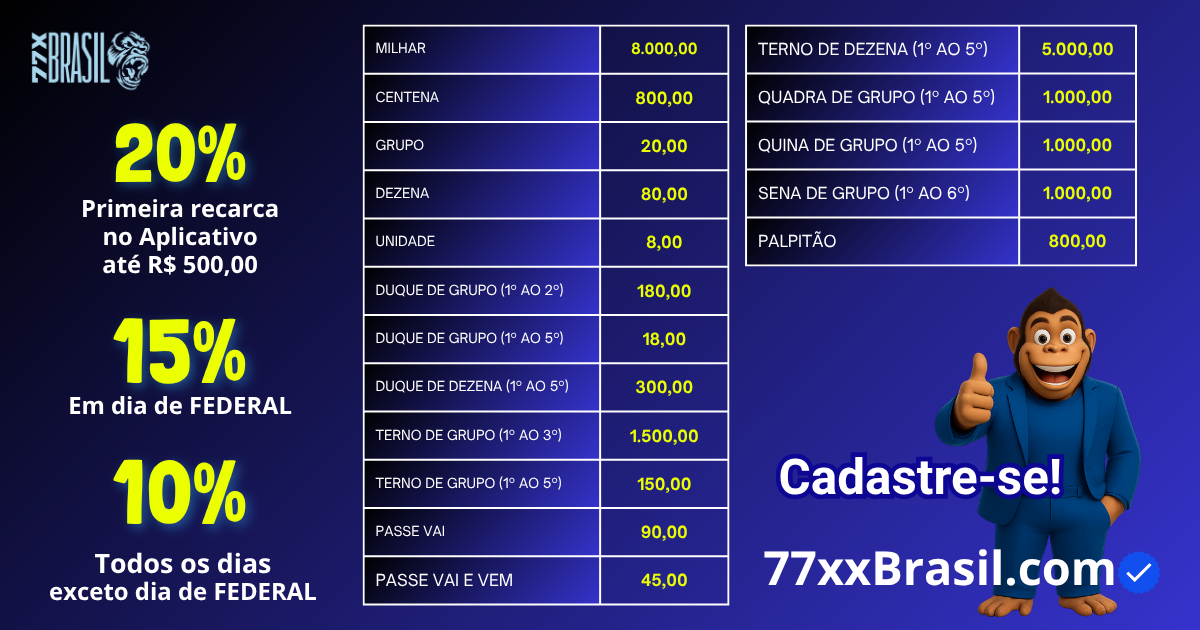 77X
BRASIL
20%
Primeira recarca
no Aplicativo
até R$ 500,00
15%
Em dia de FEDERAL
10%
Todos os dias
exceto dia de FEDERAL
MILHAR 8.000,00
CENTENA 800,00
GRUPO 20,00
DEZENA 80,00
UNIDADE 8,00
DUQUE DE GRUPO (1º AO 2º) 180,00
DUQUE DE GRUPO (1º AO 5º) 18,00
DUQUE DE DEZENA (1º AO 5º) 300,00
TERNO DE GRUPO (1º AO 3º) 1.500,00
TERNO DE GRUPO (1º AO 5º) 150,00
PASSE VAI 90,00
PASSE VAI E VEM 45,00
TERNO DE DEZENA (1º AO 5º) 5.000,00
QUADRA DE GRUPO (1º AO 5º) 1.000,00
QUINA DE GRUPO (1º AO 5º) 1.000,00
SENA DE GRUPO (1º AO 6º) 1.000,00
PALPITÃO 800,00
Cadastre-se!
77xxBrasil.com